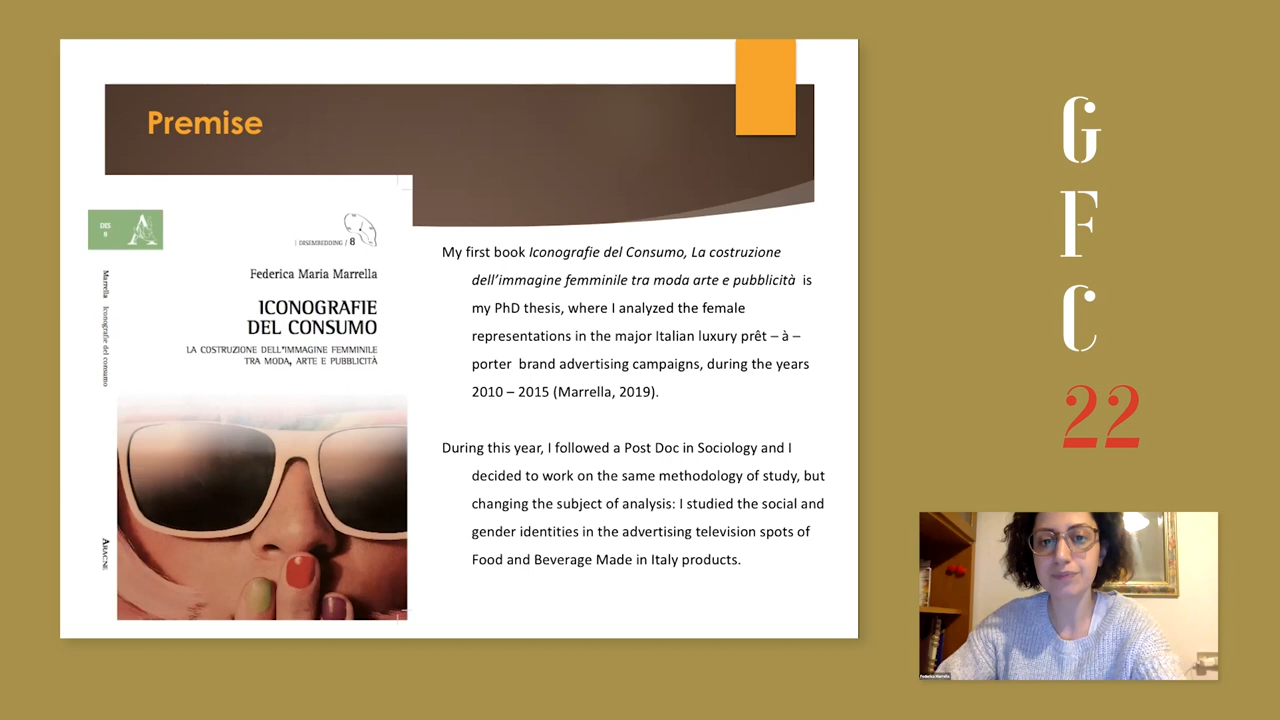 Premise
DIS
8
| DISEMBEDDING | 8
Federica Maria Marrella
ICONOGRAFIE
DEL CONSUMO
LA COSTRUZIONE DELL'IMMAGINE FEMMINILE
TRA MODA, ARTE E PUBBLICITÀ
Marrella Iconografie del consumo
ARACNE
My first book Iconografie del Consumo, La costruzione
dell’immagine femminile tra moda arte e pubblicità is
my PhD thesis, where I analyzed the female
representations in the major Italian luxury prêt – à –
porter brand advertising campaigns, during the years
2010 – 2015 (Marrella, 2019).
During this year, I followed a Post Doc in Sociology and I
decided to work on the same methodology of study, but
changing the subject of analysis: I studied the social and
gender identities in the advertising television spots of
Food and Beverage Made in Italy products.
G
F
C
22
Federica Marrella